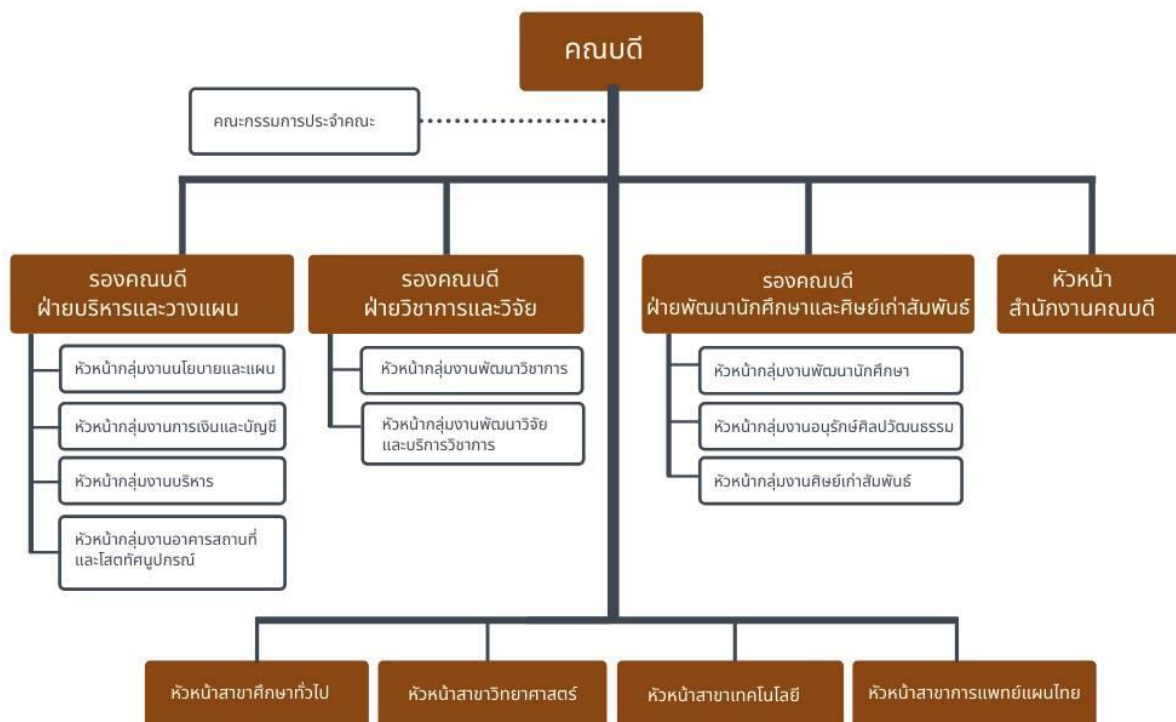 คณบดี
คณะกรรมการประจำคณะ
รองคณบดี
ฝ่ายบริหารและวางแผน
หัวหน้ากลุ่มงานนโยบายและแผน
หัวหน้ากลุ่มงานการเงินและบัญชี
หัวหน้ากลุ่มงานบริหาร
หัวหน้ากลุ่มงานอาคารสถานที่
และโสตทัศนูปกรณ์
รองคณบดี
ฝ่ายวิชาการและวิจัย
หัวหน้ากลุ่มงานพัฒนาวิชาการ
หัวหน้ากลุ่มงานพัฒนาวิจัย
และบริการวิชาการ
รองคณบดี
ฝ่ายพัฒนานักศึกษาและศิษย์เก่าสัมพันธ์
หัวหน้ากลุ่มงานพัฒนานักศึกษา
หัวหน้ากลุ่มงานอนุรักษ์ศิลปวัฒนธรรม
หัวหน้ากลุ่มงานศิษย์เก่าสัมพันธ์
หัวหน้า
สำนักงานคณบดี
หัวหน้าสาขาศึกษาทั่วไป
หัวหน้าสาขาวิทยาศาสตร์
หัวหน้าสาขาเทคโนโลยี
หัวหน้าสาขาการแพทย์แผนไทย